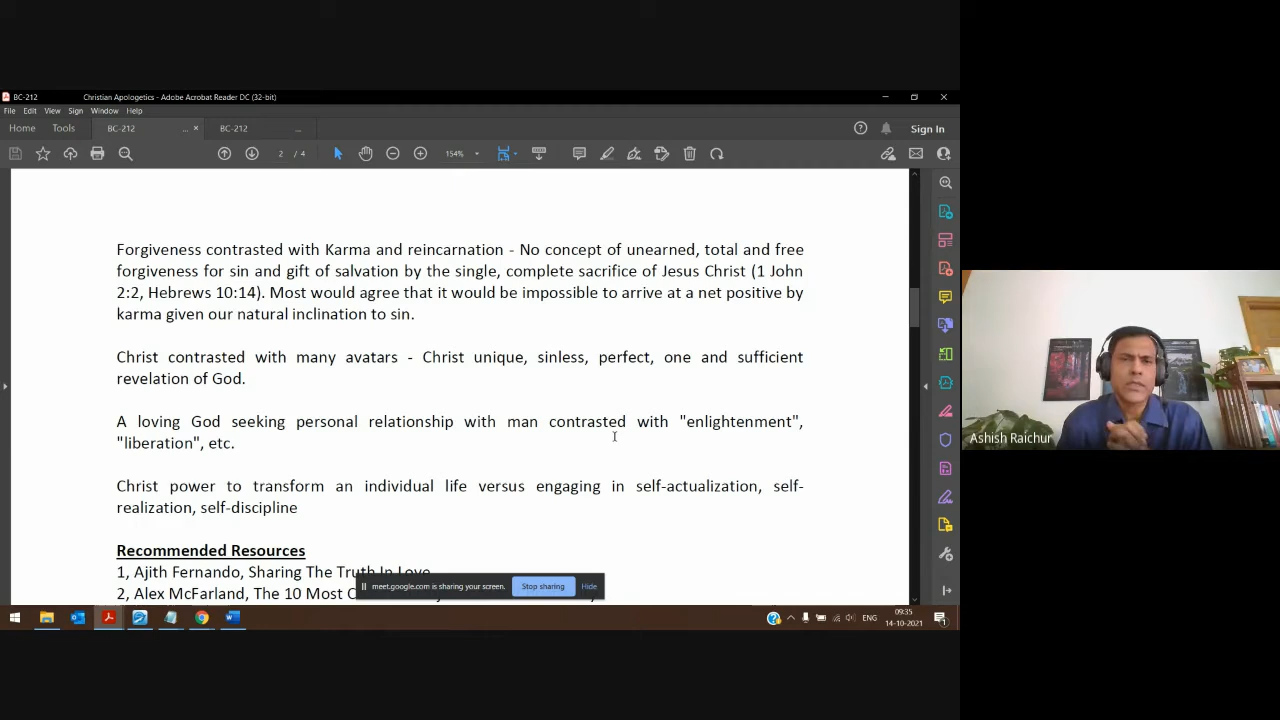 BC-212 Christian Apologetics - Adobe Acrobat Reader DC (32-bit)
File Edit View Sign Window Help
Home Tools BC-212 ... × BC-212 ... Sign In
2 / 4 154%
Forgiveness contrasted with Karma and reincarnation - No concept of unearned, total and free
forgiveness for sin and gift of salvation by the single, complete sacrifice of Jesus Christ (1 John
2:2, Hebrews 10:14). Most would agree that it would be impossible to arrive at a net positive by
karma given our natural inclination to sin.
Christ contrasted with many avatars - Christ unique, sinless, perfect, one and sufficient
revelation of God.
A loving God seeking personal relationship with man contrasted with "enlightenment",
"liberation", etc.
Christ power to transform an individual life versus engaging in self-actualization, self-
realization, self-discipline
Recommended Resources
1, Ajith Fernando, Sharing The Truth In Love
2, Alex McFarland, The 10 Most
meet.google.com is sharing your screen. Stop sharing Hide
Ashish Raichur
ENG
09:35
14-10-2021